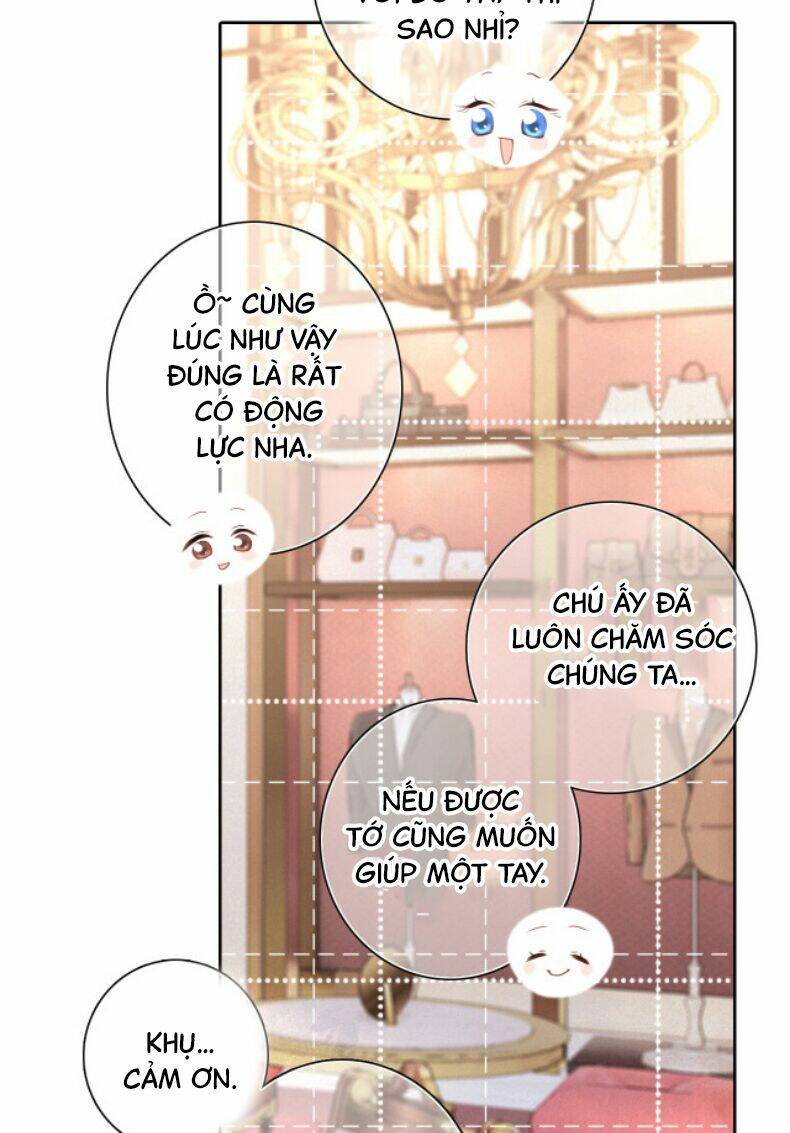 SAO NHỈ?
Ồ~ CÙNG
LÚC NHƯ VẬY
ĐÚNG LÀ RẤT
CÓ ĐỘNG
LỰC NHA.
CHÚ ẤY ĐÃ
LUÔN CHĂM SÓC
CHÚNG TA...
NẾU ĐƯỢC
TỚ CŨNG MUỐN
GIÚP MỘT TAY.
KHỤ...
CẢM ƠN.